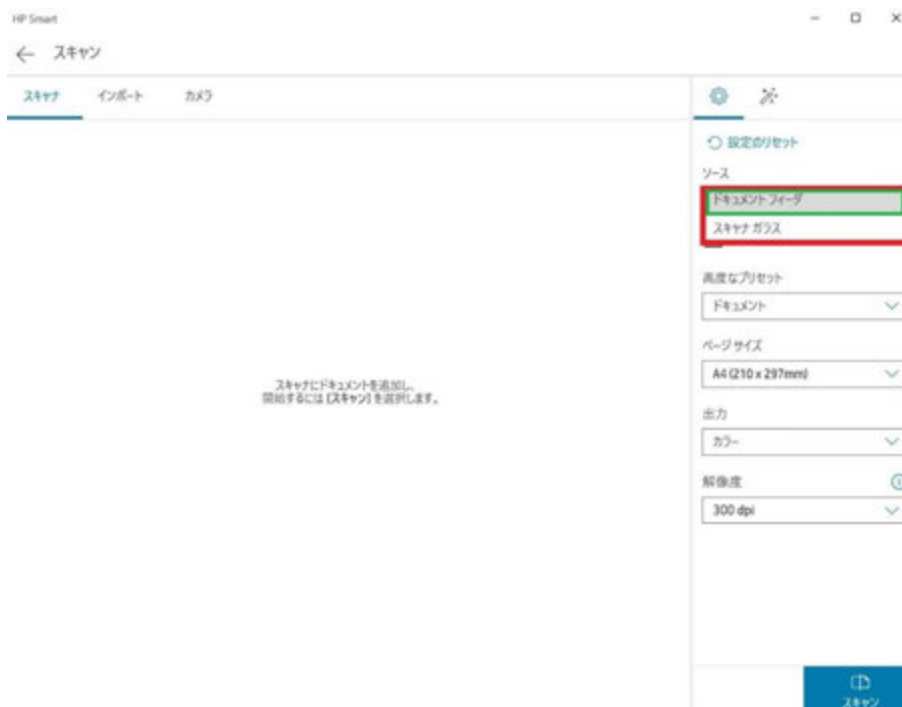 HP Smart
スキャン
スキャナ インポート カメラ
設定のリセット
ソース
ドキュメント フィーダ
スキャナ ガラス
高度なプリセット
ドキュメント
ページ サイズ
A4 (210 x 297mm)
スキャナにドキュメントを追加し、
開始するには [スキャン] を選択します。
出力
カラー
解像度
300 dpi
スキャン